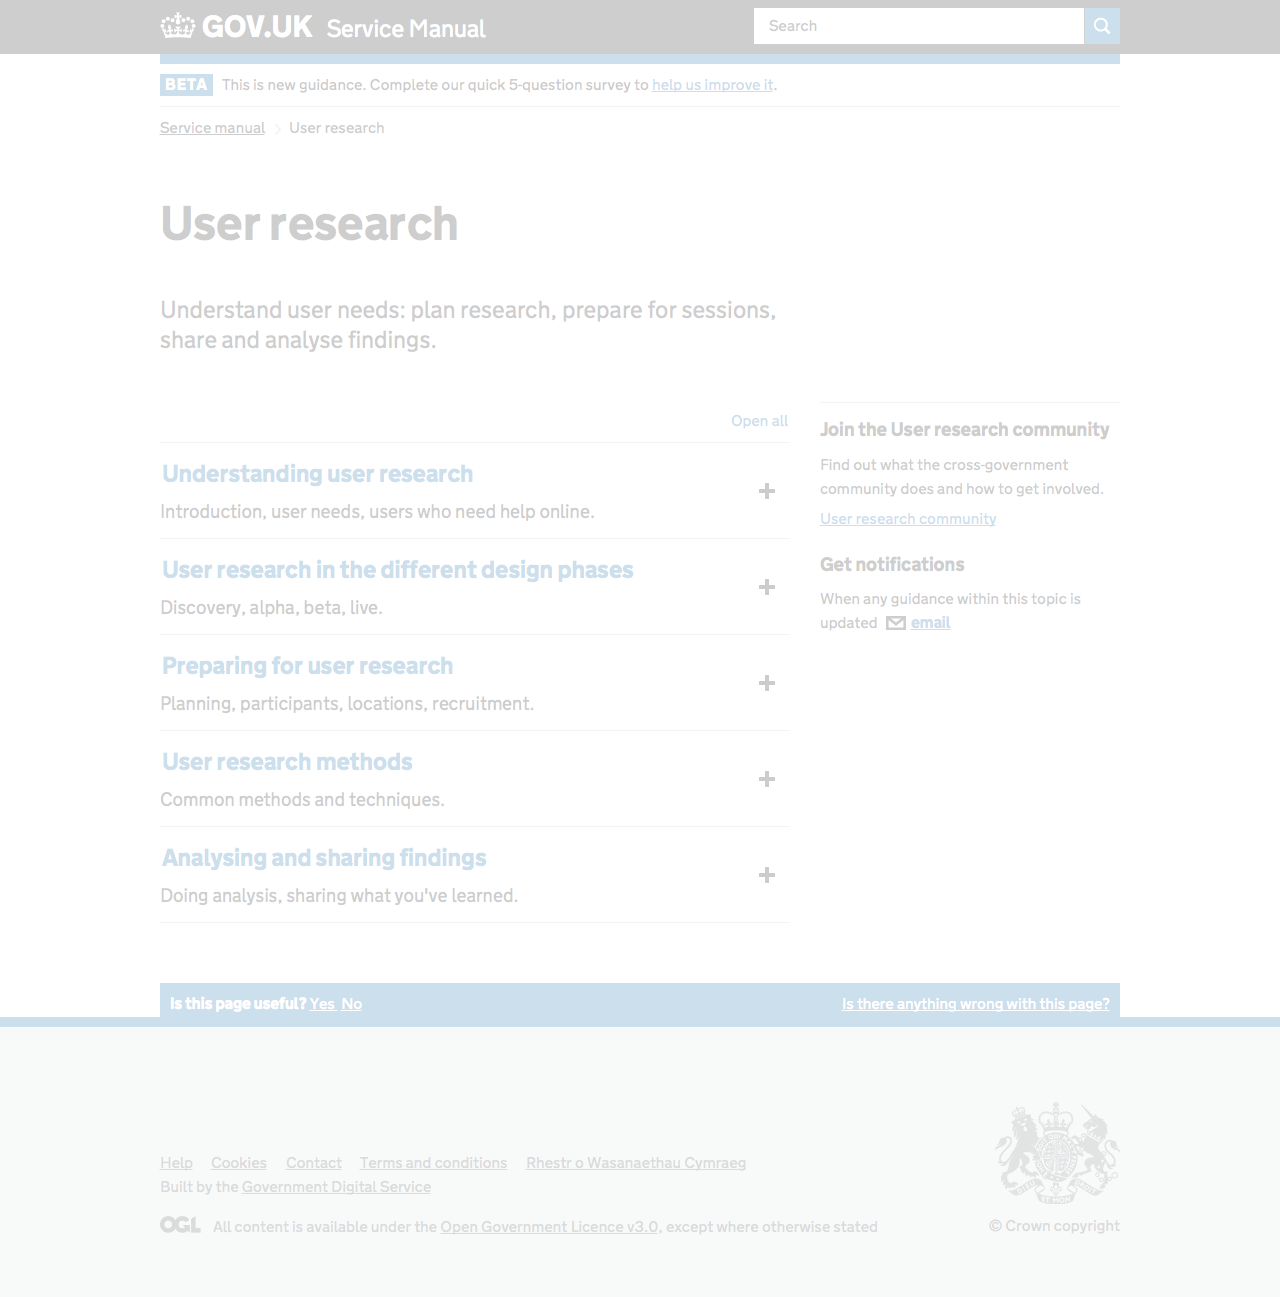 GOV.UK Service Manual
Search
BETA This is new guidance. Complete our quick 5-question survey to help us improve it.
Service manual User research
User research
Understand user needs: plan research, prepare for sessions,
share and analyse findings.
Open all
Understanding user research
Introduction, user needs, users who need help online.
User research in the different design phases
Discovery, alpha, beta, live.
Preparing for user research
Planning, participants, locations, recruitment.
User research methods
Common methods and techniques.
Analysing and sharing findings
Doing analysis, sharing what you've learned.
Join the User research community
Find out what the cross-government
community does and how to get involved.
User research community
Get notifications
When any guidance within this topic is
updated email
Is this page useful? Yes No
Is there anything wrong with this page?
Help Cookies Contact Terms and conditions Rhestr o Wasanaethau Cymraeg
Built by the Government Digital Service
OGL All content is available under the Open Government Licence v3.0, except where otherwise stated
© Crown copyright